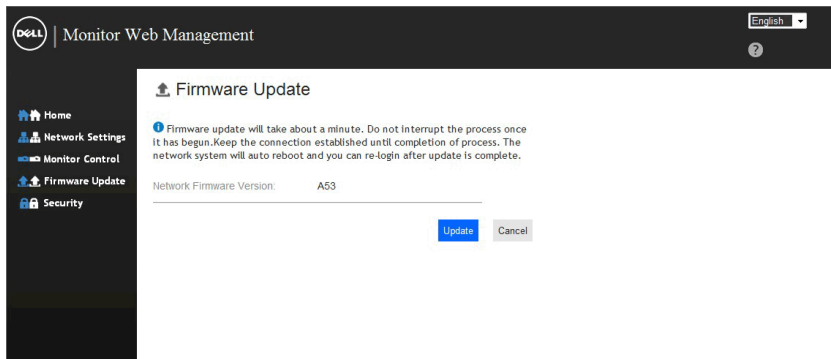 DELL
Monitor Web Management
English
?
Firmware Update
Home
Network Settings
Monitor Control
Firmware Update
Security
Firmware update will take about a minute. Do not interrupt the process once
it has begun.Keep the connection established until completion of process. The
network system will auto reboot and you can re-login after update is complete.
Network Firmware Version: A53
Update Cancel